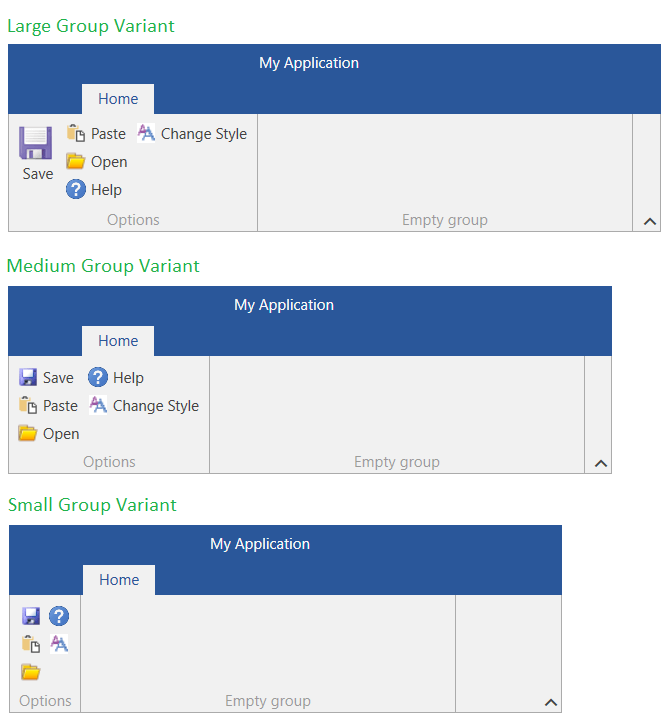 Large Group Variant
My Application
Home
Paste Change Style
Save Open
Help
Options Empty group
Medium Group Variant
My Application
Home
Save Help
Paste Change Style
Open
Options Empty group
Small Group Variant
My Application
Home
Options Empty group